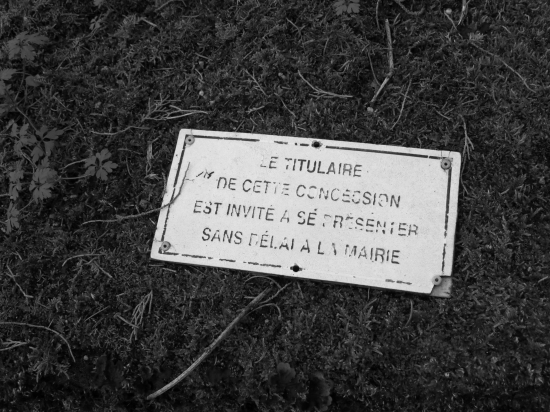 LE TITULAIRE
DE CETTE CONCESSION
EST INVITÉ A SE PRÉSENTER
SANS DÉLAI A LA MAIRIE